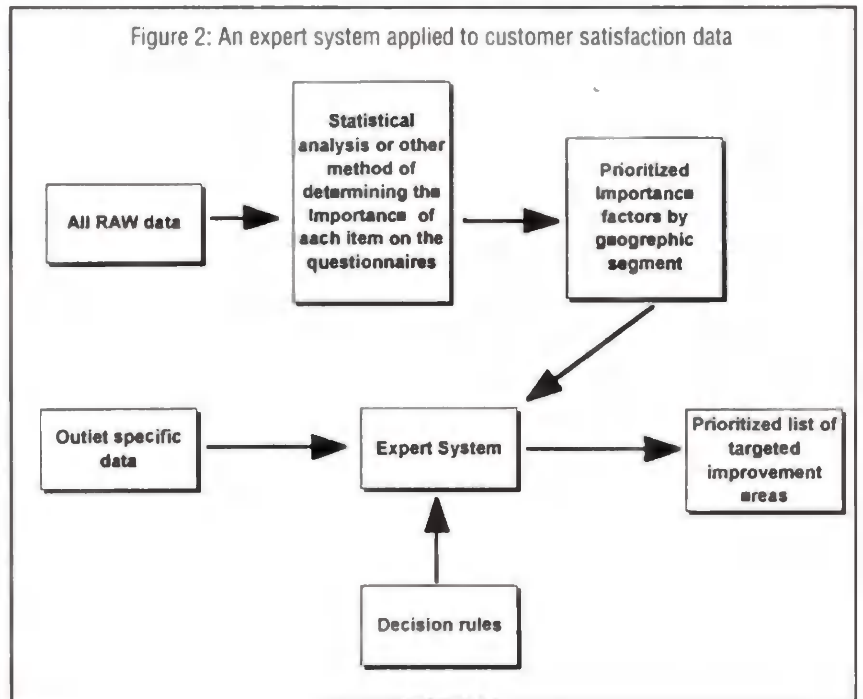 Figure 2: An expert system applied to customer satisfaction data
Statistical
analysis or other
method of
determining the
Importance of
each item on the
questionnaires
Prioritized
Importance
factors by
geogrephic
segment
All RAW data
Outlet specific
data
Expert System
Prioritized list of
targeted
improvement
areas
Decision rules